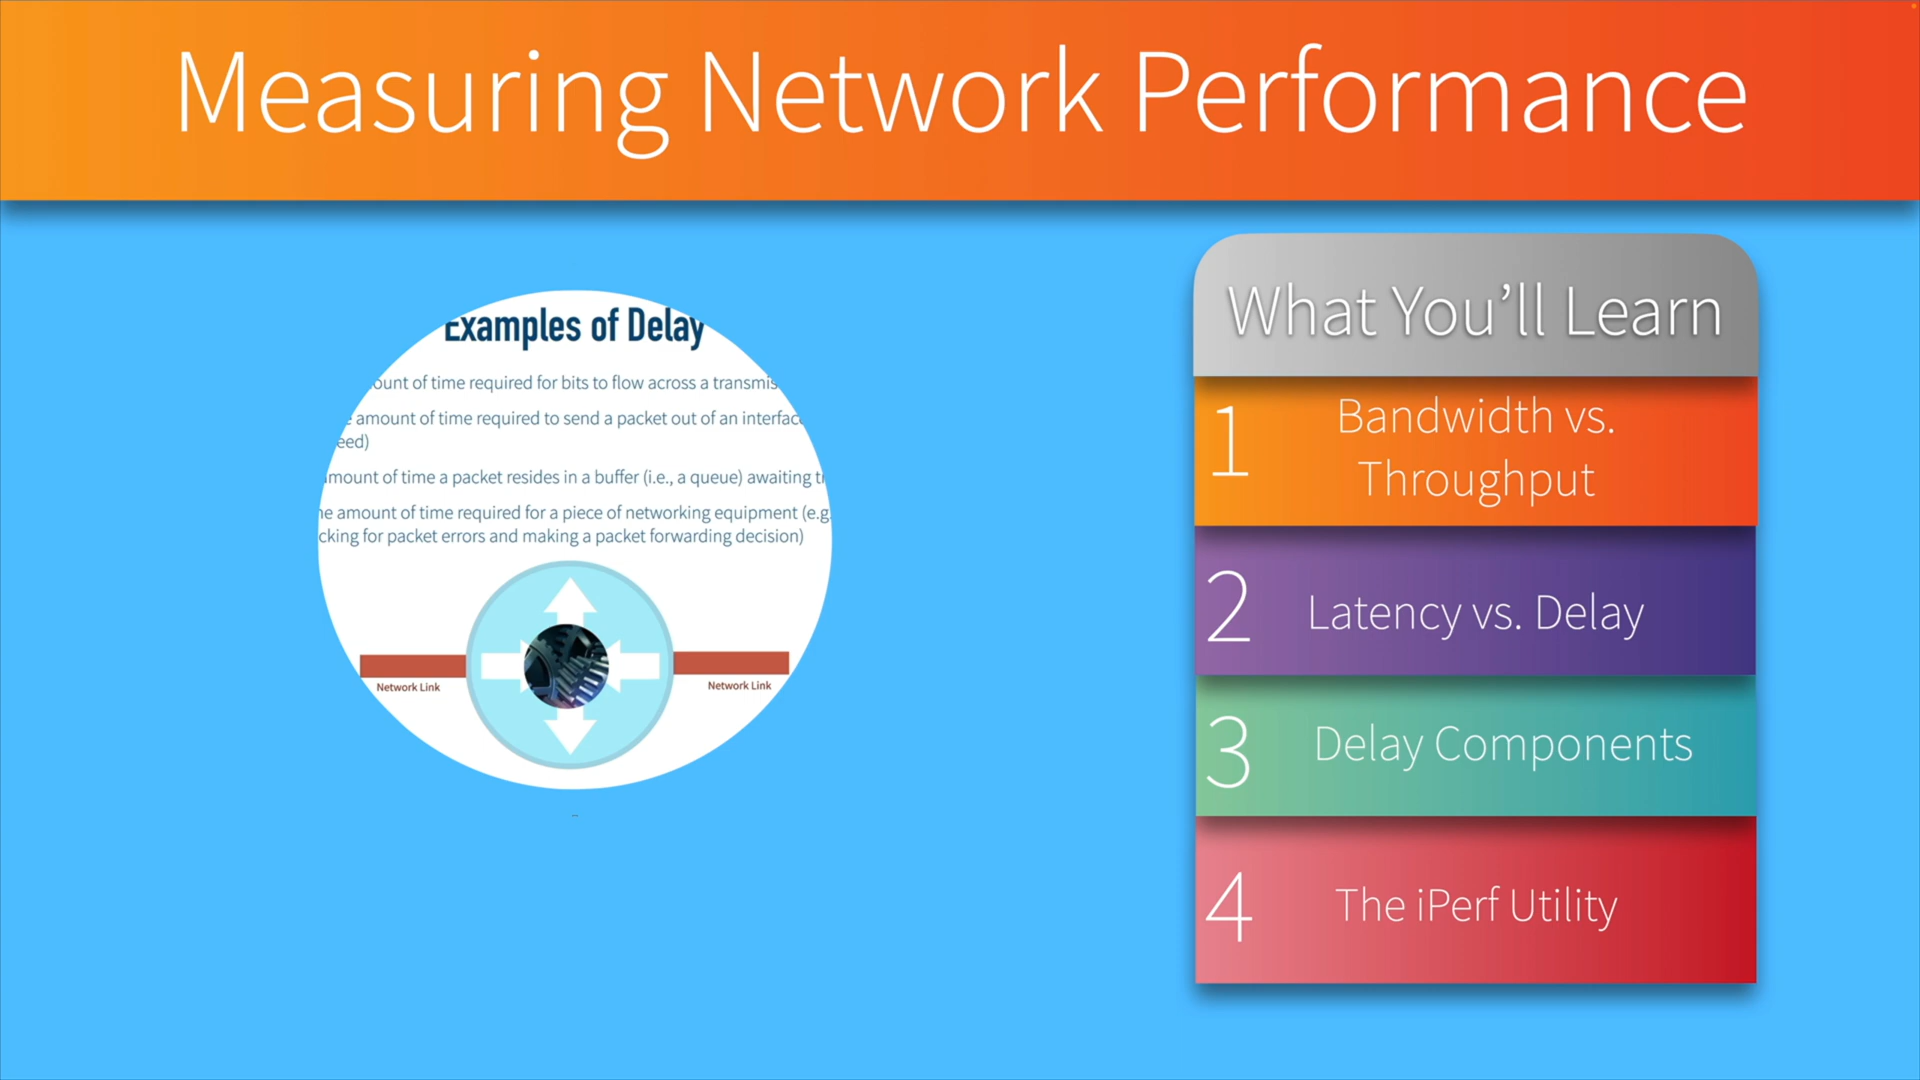 Measuring Network Performance
Examples of Delay
ount of time required for bits to flow across a transmis
amount of time required to send a packet out of an interfac
eed)
mount of time a packet resides in a buffer (i.e., a queue) awaiting
e amount of time required for a piece of networking equipment (e.g.
cking for packet errors and making a packet forwarding decision)
Network Link
Network Link
What You’ll Learn
1
Bandwidth vs.
Throughput
2
Latency vs. Delay
3
Delay Components
4
The iPerf Utility